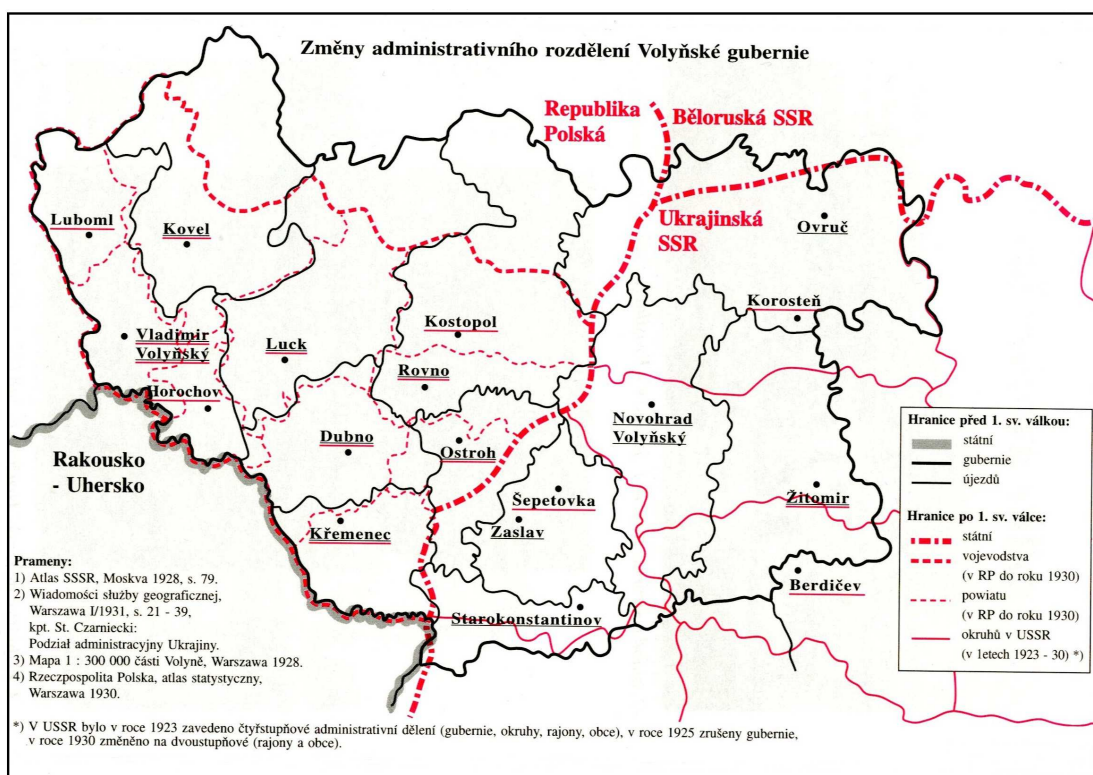 Změny administrativního rozdělení Volyňské gubernie
Republika
Polská
Běloruská SSR
Ukrajinská
SSR
Luboml
Kovel
Ovruč
Korosteň
Vladimir
Volyňský
Luck
Kostopol
Rovno
Horochov
Novohrad
Volyňský
Dubno
Ostroh
Rakousko
- Uhersko
Šepetovka
Žitomir
Křemenec
Zaslav
Berdičev
Starokonstantinov
Hranice před 1. sv. válkou:
státní
gubernie
újezdů
Hranice po 1. sv. válce:
státní
vojevodstva
(v RP do roku 1930)
powiatu
(v RP do roku 1930)
okruhů v USSR
(v letech 1923 - 30) *)
Prameny:
1) Atlas SSSR, Moskva 1928, s. 79.
2) Wiadomości służby geograficznej,
Warszawa I/1931, s. 21 - 39,
kpt. St. Czarniecki:
Podział administracyjny Ukrajiny.
3) Mapa 1 : 300 000 části Volyně, Warszawa 1928.
4) Rzeczpospolita Polska, atlas statystyczny,
Warszawa 1930.
*) V USSR bylo v roce 1923 zavedeno čtyřstupňové administrativní dělení (gubernie, okruhy, rajony, obce), v roce 1925 zrušeny gubernie,
v roce 1930 změněno na dvoustupňové (rajony a obce).